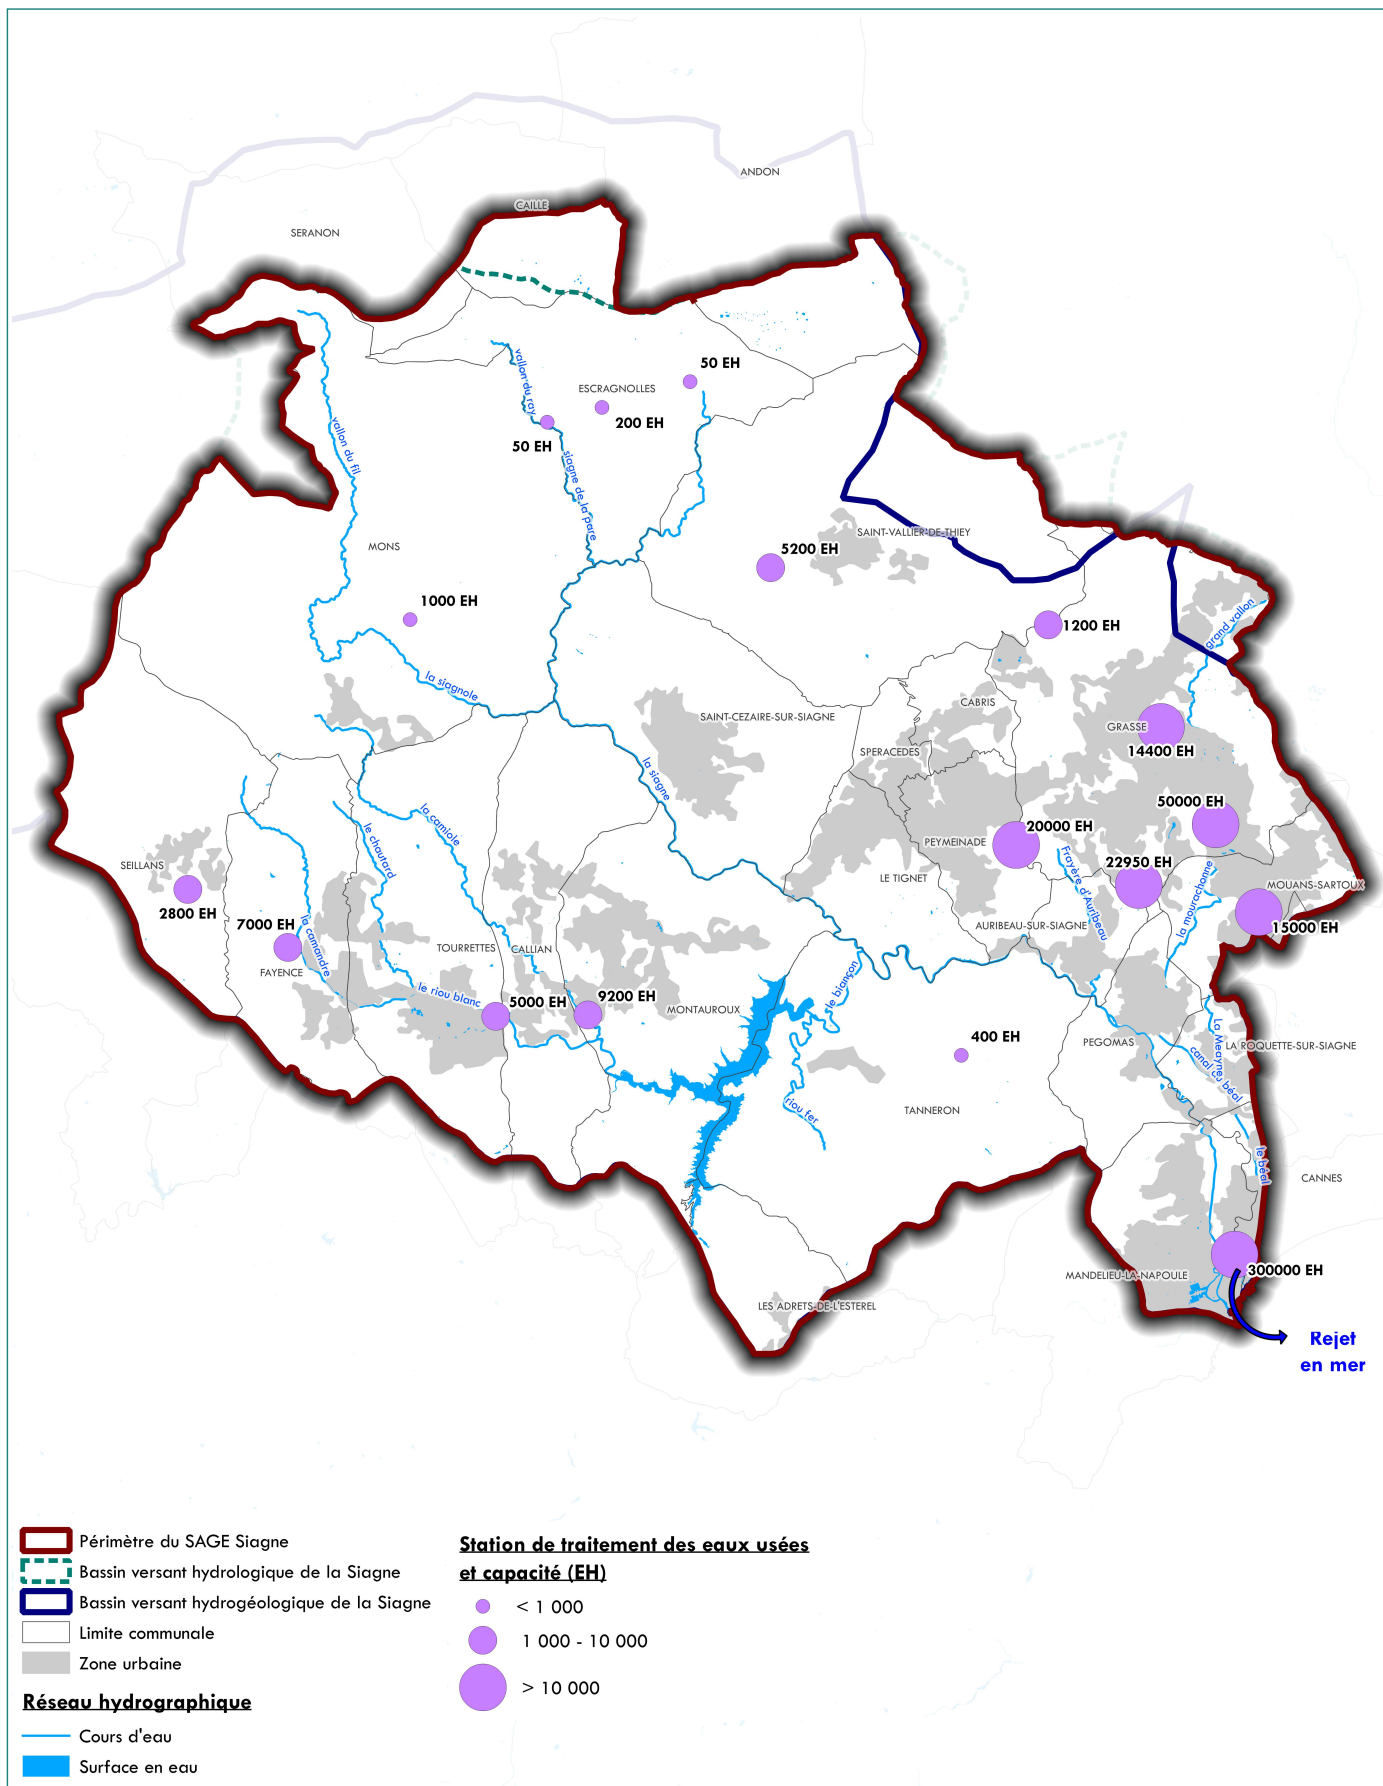 ANDON
CAILLE
SERANON
50 EH
vallon du ray
ESCRAGNOLLES
200 EH
50 EH
vallon du fil
siagne de la pare
SAINT-VALLIER-DE-THIEY
MONS
5200 EH
1000 EH
1200 EH
grand vallon
la siagnole
CABRIS
SAINT-CEZAIRE-SUR-SIAGNE
GRASSE
SPERACEDES
14400 EH
la siagne
50000 EH
la camiole
20000 EH
le chautard
PEYMEINADE
22950 EH
SEILLANS
LE TIGNET
Frayère d'Auribeau
la mourachonne
MOUANS-SARTOUX
2800 EH
7000 EH
la camandre
AURIBEAU-SUR-SIAGNE
15000 EH
TOURRETTES
CALLIAN
FAYENCE
le riou blanc
5000 EH
9200 EH
le biançon
MONTAUROUX
400 EH
PEGOMAS
La Meayne
LA ROQUETTE-SUR-SIAGNE
canal du béal
riou fer
TANNERON
le béal
CANNES
MANDELIEU-LA-NAPOULE
300000 EH
LES ADRETS-DE-L'ESTEREL
Rejet
en mer
Périmètre du SAGE Siagne
Bassin versant hydrologique de la Siagne
Bassin versant hydrogéologique de la Siagne
Limite communale
Zone urbaine
Réseau hydrographique
Cours d'eau
Surface en eau
Station de traitement des eaux usées
et capacité (EH)
< 1 000
1 000 - 10 000
> 10 000